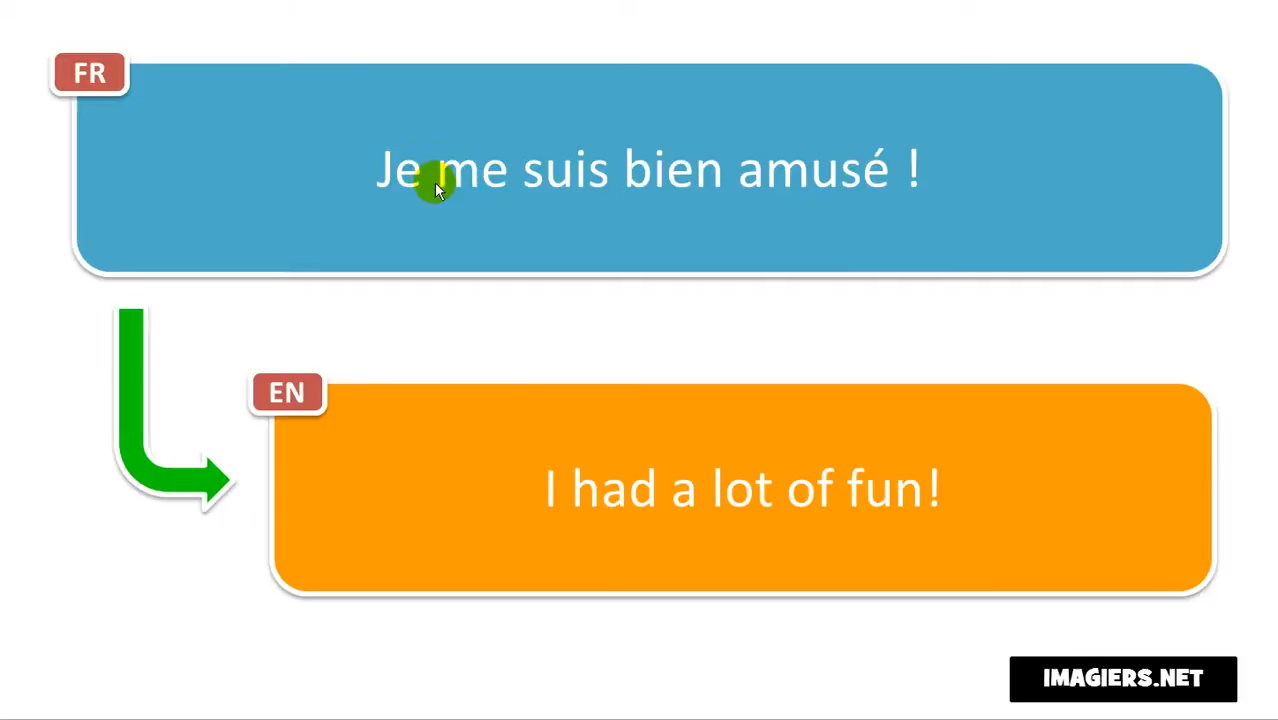 FR
Je me suis bien amusé !
EN
I had a lot of fun!
IMAGIERS.NET